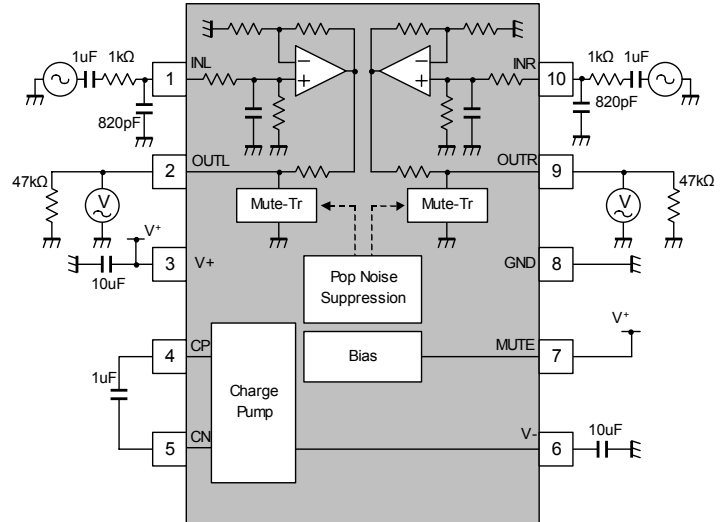 1uF 1kΩ INL
1
820pF
INR 1kΩ 1uF
10
820pF
− +
− +
2 OUTL
47kΩ
V
Mute-Tr
Mute-Tr
OUTR 9
47kΩ
V
V+
3 V+
10uF
Pop Noise
Suppression
GND 8
4 CP
1uF
5 CN
Charge
Pump
Bias
MUTE 7
V+
V- 6
10uF